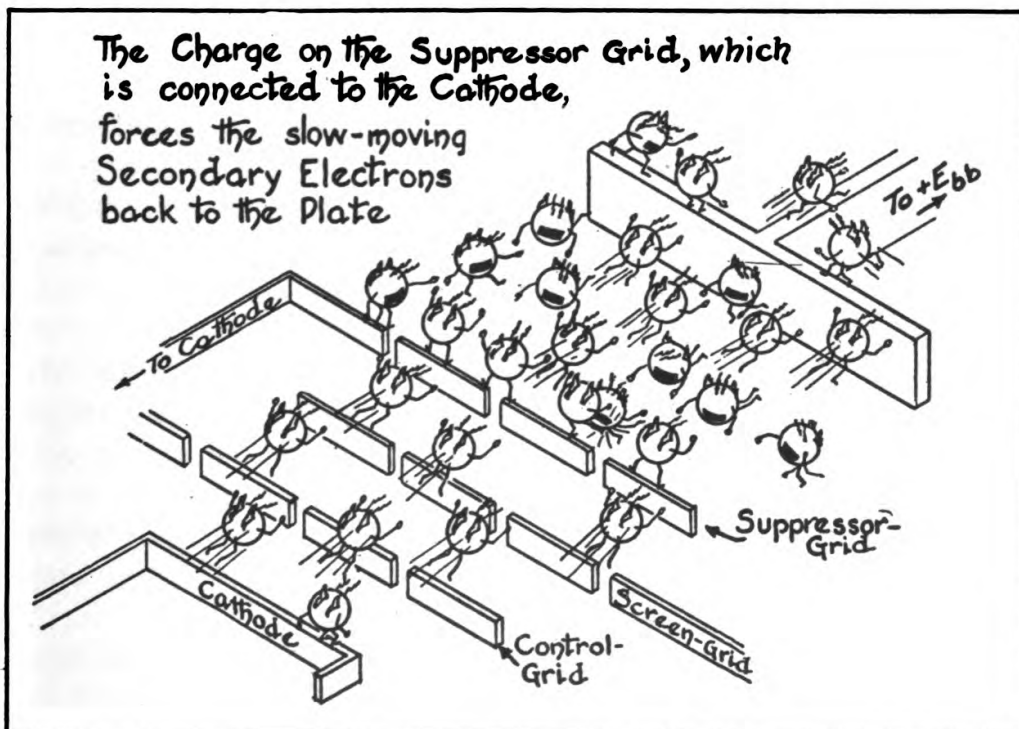 The Charge on the Suppressor Grid, which
is connected to the Cathode,
forces the slow-moving
Secondary Electrons
back to the Plate
To +Ebb
To Cathode
Suppressor-
Grid
Cathode
Control-
Grid
Screen-Grid